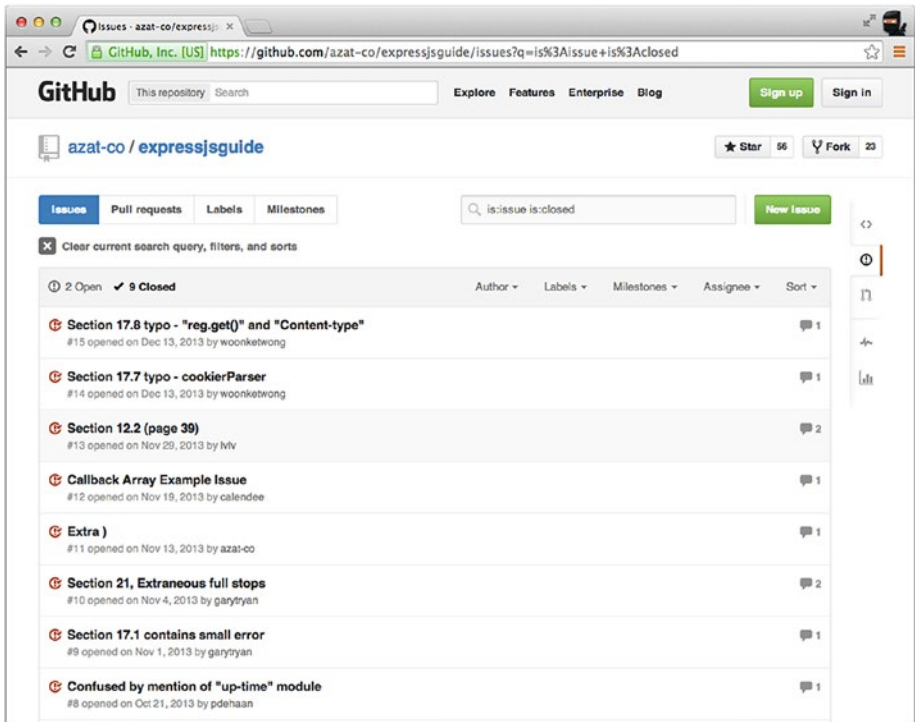 Issues · azat-co/expressjs
GitHub, Inc. [US] https://github.com/azat-co/expressjsguide/issues?q=is%3Aissue+is%3Aclosed
GitHub This repository Search Explore Features Enterprise Blog Sign up Sign in
azat-co / expressjsguide Star 56 Fork 23
Issues Pull requests Labels Milestones is:issue is:closed New Issue
Clear current search query, filters, and sorts
2 Open 9 Closed Author Labels Milestones Assignee Sort
Section 17.8 typo - "reg.get()" and "Content-type" 1
#15 opened on Dec 13, 2013 by woonketwong
Section 17.7 typo - cookierParser 1
#14 opened on Dec 13, 2013 by woonketwong
Section 12.2 (page 39) 2
#13 opened on Nov 29, 2013 by
Callback Array Example Issue 1
#12 opened on Nov 19, 2013 by calendee
Extra ) 1
#11 opened on Nov 13, 2013 by azat-co
Section 21, Extraneous full stops 2
#10 opened on Nov 4, 2013 by garytryan
Section 17.1 contains small error 1
#9 opened on Nov 1, 2013 by garytryan
Confused by mention of "up-time" module 1
#8 opened on Oct 21, 2013 by pdehaan